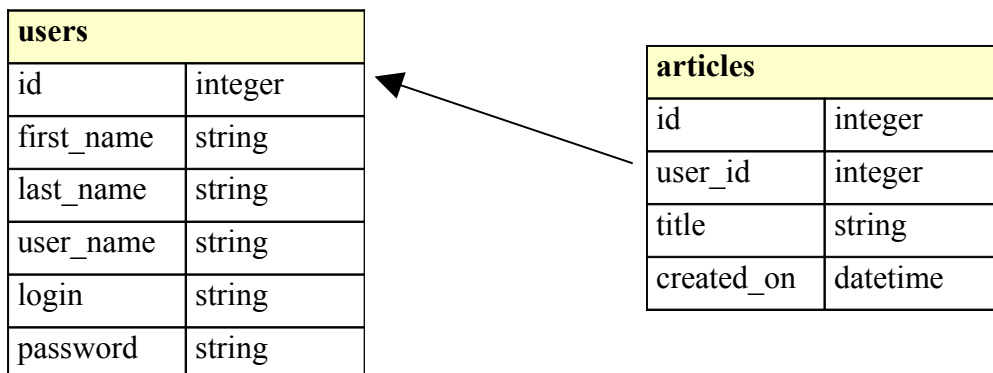 users
id integer
first_name string
last_name string
user_name string
login string
password string
articles
id integer
user_id integer
title string
created_on datetime